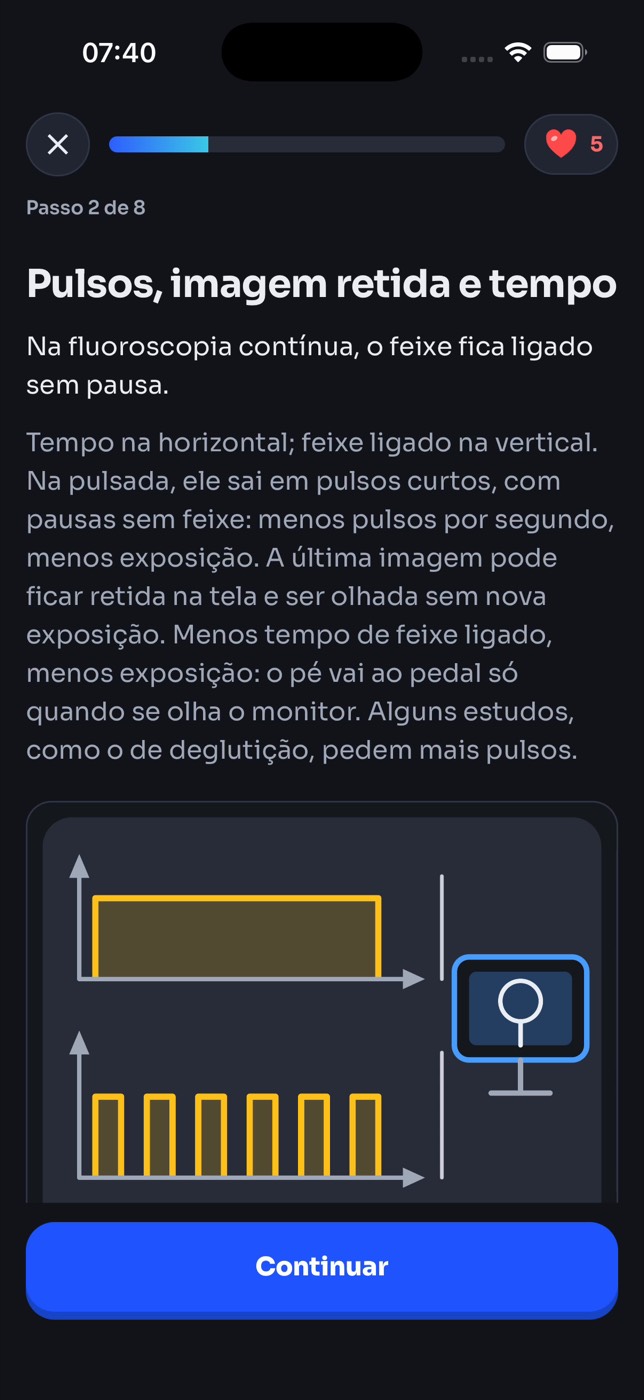 07:40
5
Passo 2 de 8
Pulsos, imagem retida e tempo
Na fluoroscopia contínua, o feixe fica ligado
sem pausa.
Tempo na horizontal; feixe ligado na vertical.
Na pulsada, ele sai em pulsos curtos, com
pausas sem feixe: menos pulsos por segundo,
menos exposição. A última imagem pode
ficar retida na tela e ser olhada sem nova
exposição. Menos tempo de feixe ligado,
menos exposição: o pé vai ao pedal só
quando se olha o monitor. Alguns estudos,
como o de deglutição, pedem mais pulsos.
Continuar